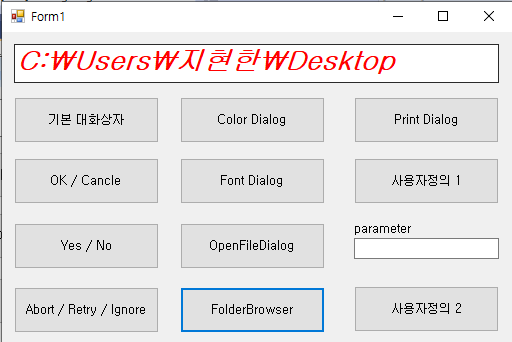 Form1
C:₩Users₩지현한₩Desktop
기본 대화상자
Color Dialog
Print Dialog
OK / Cancle
Font Dialog
사용자정의 1
Yes / No
OpenFileDialog
parameter
Abort / Retry / Ignore
FolderBrowser
사용자정의 2